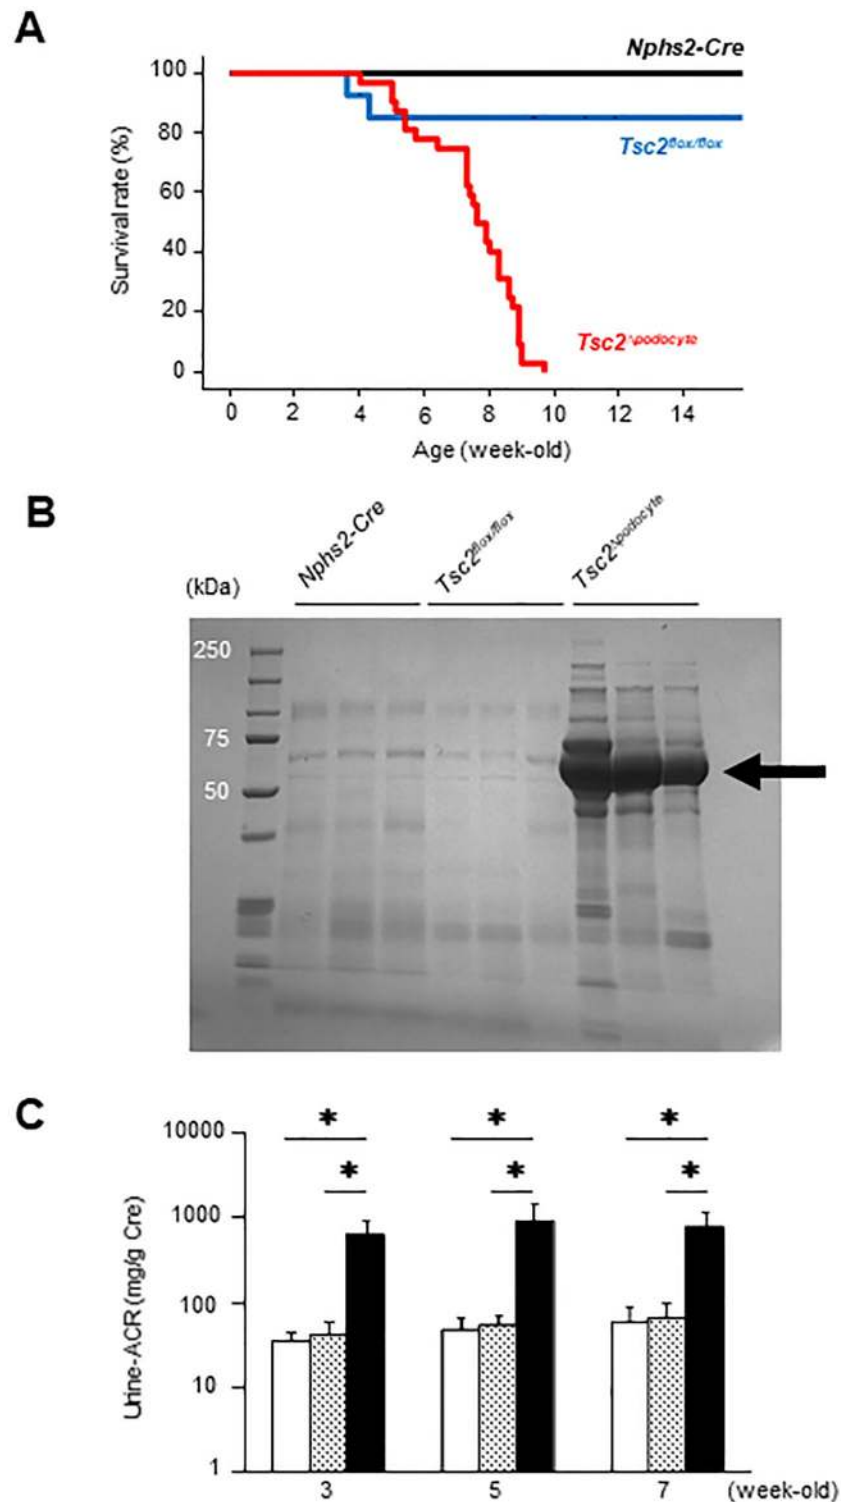 A
Nphs2-Cre
Tsc2flox/flox
Tsc2Δpodocyte
Survival rate (%)
100
80
60
40
20
0
0 2 4 6 8 10 12 14
Age (week-old)
B
(kDa)
Nphs2-Cre
Tsc2flox/flox
Tsc2Δpodocyte
250
75
50
C
Urine-ACR (mg/g Cre)
10000
1000
100
10
1
* * *
* * *
3 5 7 (week-old)